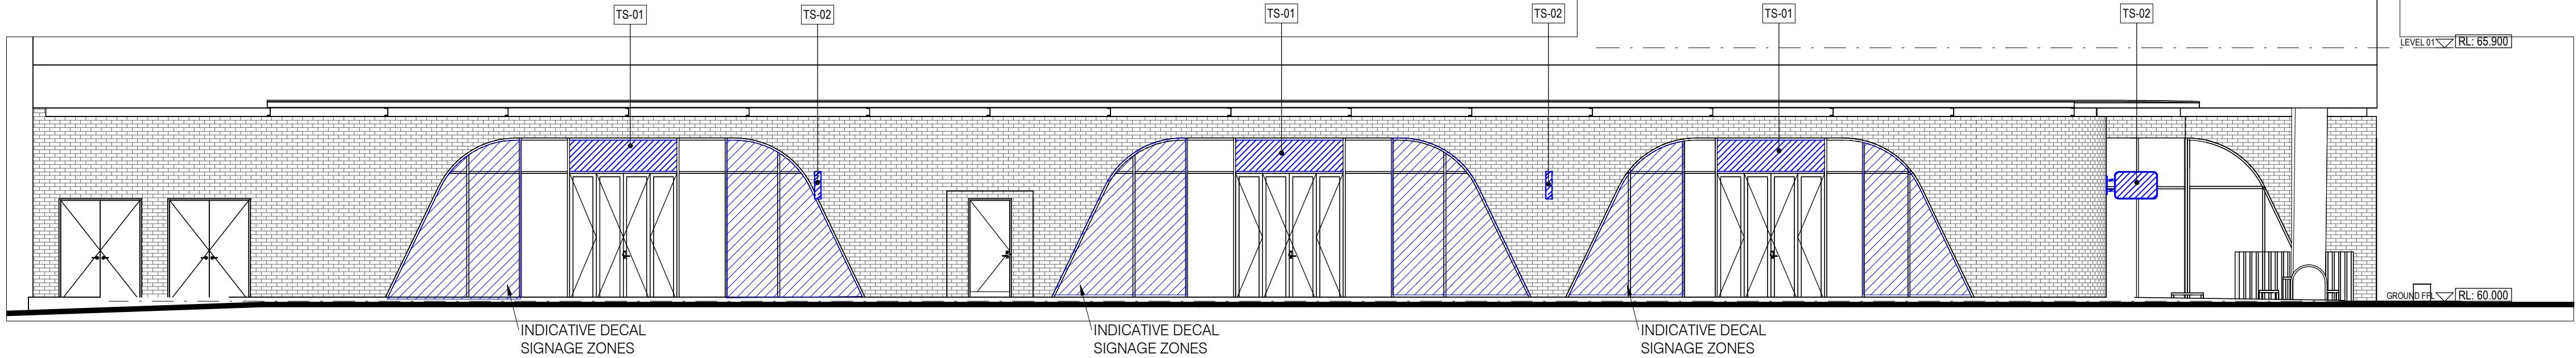 TS-01
TS-02
TS-01
TS-02
TS-01
TS-02
LEVEL 01 RL: 65.900
GROUND FFL RL: 60.000
INDICATIVE DECAL
SIGNAGE ZONES
INDICATIVE DECAL
SIGNAGE ZONES
INDICATIVE DECAL
SIGNAGE ZONES